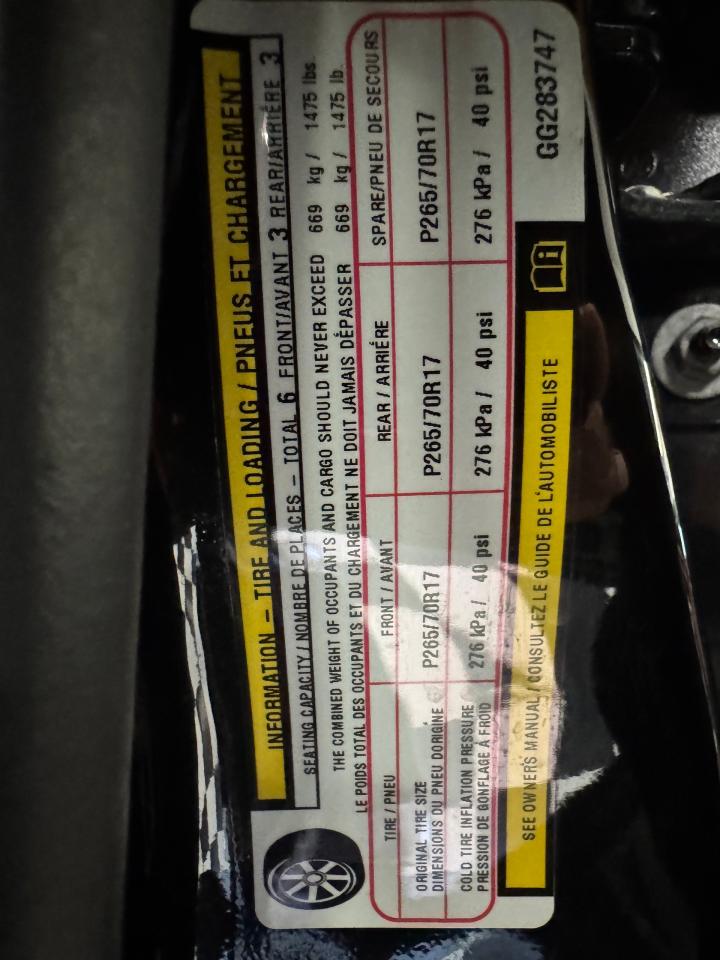 INFORMATION – TIRE AND LOADING / PNEUS ET CHARGEMENT
SEATING CAPACITY / NOMBRE DE PLACES – TOTAL 6 FRONT/AVANT 3 REAR/ARRIÉRE 3
THE COMBINED WEIGHT OF OCCUPANTS AND CARGO SHOULD NEVER EXCEED 669 kg / 1475 lbs.
LE POIDS TOTAL DES OCCUPANTS ET DU CHARGEMENT NE DOIT JAMAIS DÉPASSER 669 kg / 1475 lb.
TIRE / PNEU FRONT / AVANT REAR / ARRIÉRE SPARE/PNEU DE SECOURS
ORIGINAL TIRE SIZE
DIMENSIONS DU PNEU DORIGINE P265/70R17 P265/70R17 P265/70R17
COLD TIRE INFLATION PRESSURE
PRESSION DE GONFLAGE À FROID 276 kPa / 40 psi 276 kPa / 40 psi 276 kPa / 40 psi
SEE OWNERS MANUAL / CONSULTEZ LE GUIDE DE L'AUTOMOBILISTE
GG283747